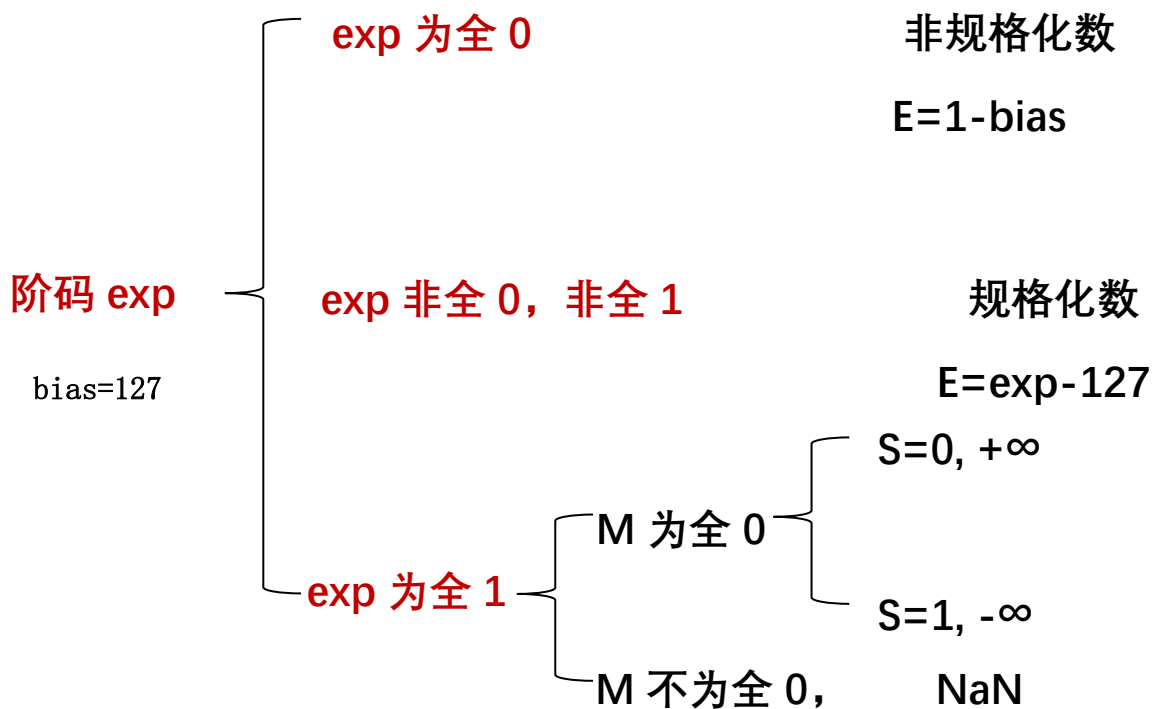 exp 为全 0
非规格化数
E=1-bias
阶码 exp
bias=127
exp 非全 0，非全 1
规格化数
E=exp-127
exp 为全 1
M 为全 0
S=0, +∞
S=1, -∞
M 不为全 0，
NaN